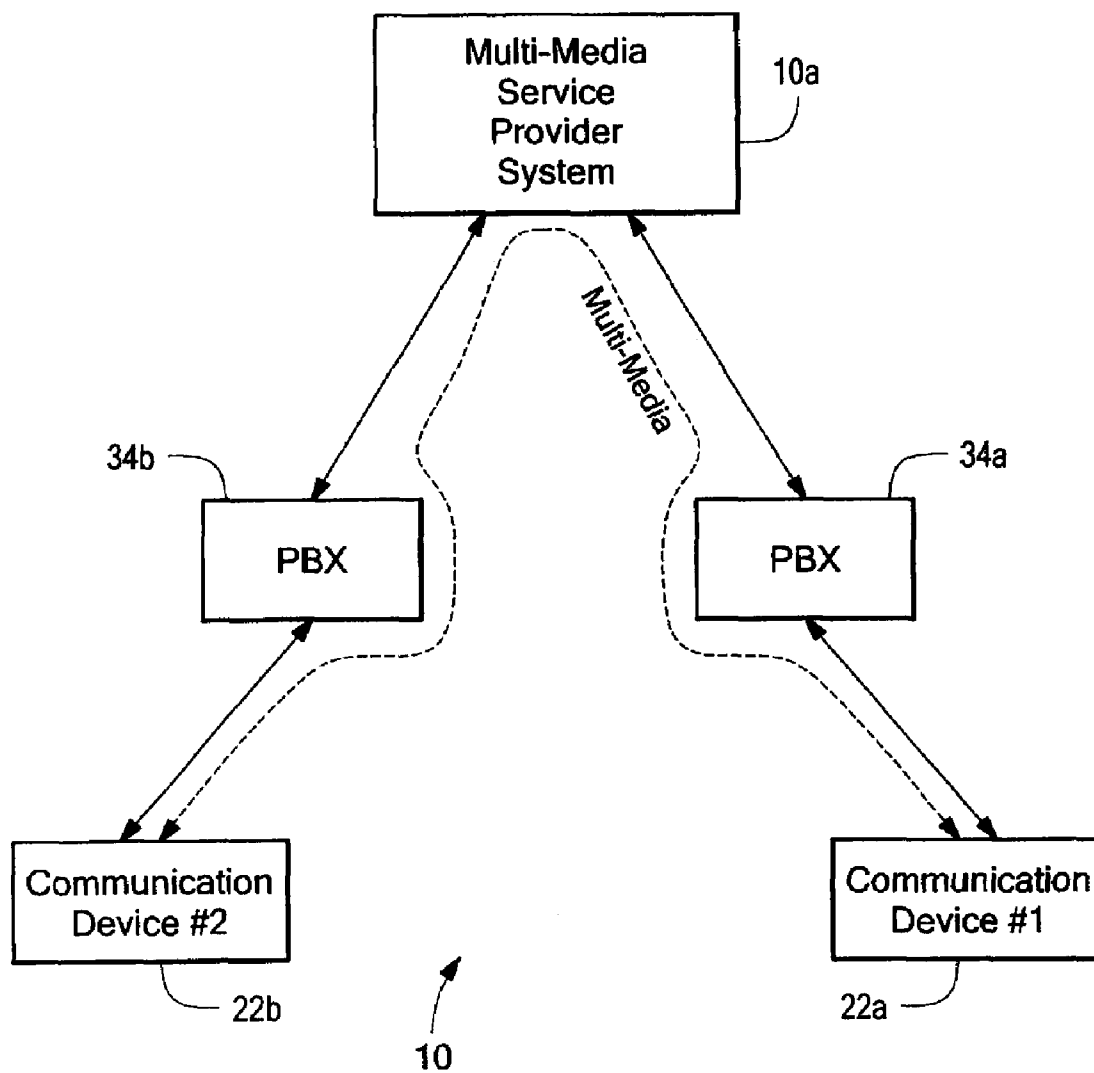 Multi-Media
Service
Provider
System
10a
Multi-Media
34b
34a
PBX
PBX
Communication
Device #2
Communication
Device #1
22b
22a
10